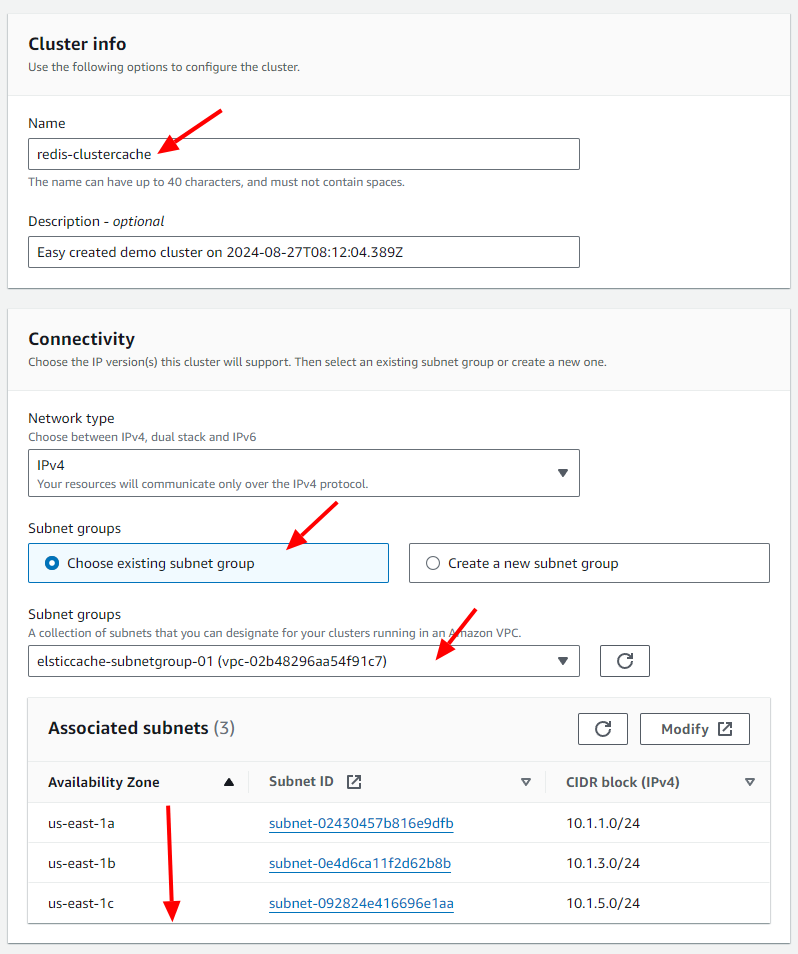 Cluster info
Use the following options to configure the cluster.
Name
redis-clustercache
The name can have up to 40 characters, and must not contain spaces.
Description - optional
Easy created demo cluster on 2024-08-27T08:12:04.389Z
Connectivity
Choose the IP version(s) this cluster will support. Then select an existing subnet group or create a new one.
Network type
Choose between IPv4, dual stack and IPv6
IPv4
Your resources will communicate only over the IPv4 protocol.
Subnet groups
Choose existing subnet group
Create a new subnet group
Subnet groups
A collection of subnets that you can designate for your clusters running in an Amazon VPC.
elsticcache-subnetgroup-01 (vpc-02b48296aa54f91c7)
Associated subnets (3)
Modify
Availability Zone Subnet ID CIDR block (IPv4)
us-east-1a subnet-02430457b816e9dfb 10.1.1.0/24
us-east-1b subnet-0e4d6ca11f2d62b8b 10.1.3.0/24
us-east-1c subnet-092824e416696e1aa 10.1.5.0/24